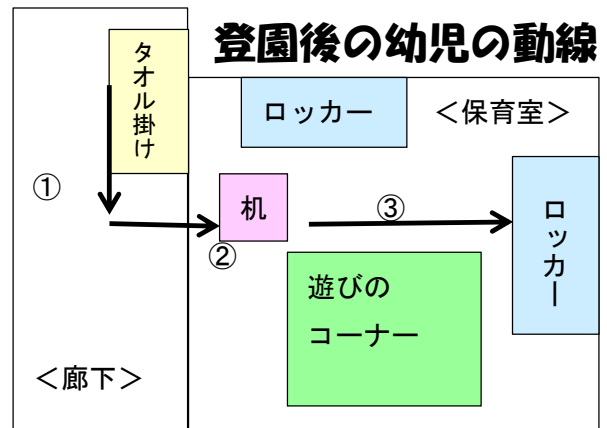 登園後の幼児の動線
タオル掛け
ロッカー
＜保育室＞
①
机
③
ロッカー
②
遊びの
コーナー
＜廊下＞